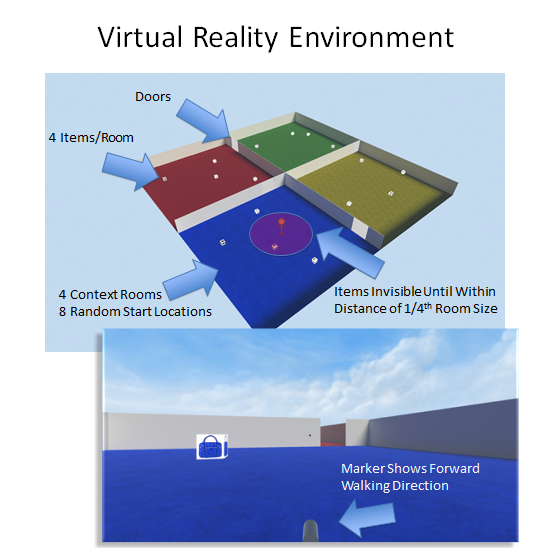 Virtual Reality Environment
Doors
4 Items/Room
4 Context Rooms
8 Random Start Locations
Items Invisible Until Within
Distance of 1/4th Room Size
Marker Shows Forward
Walking Direction